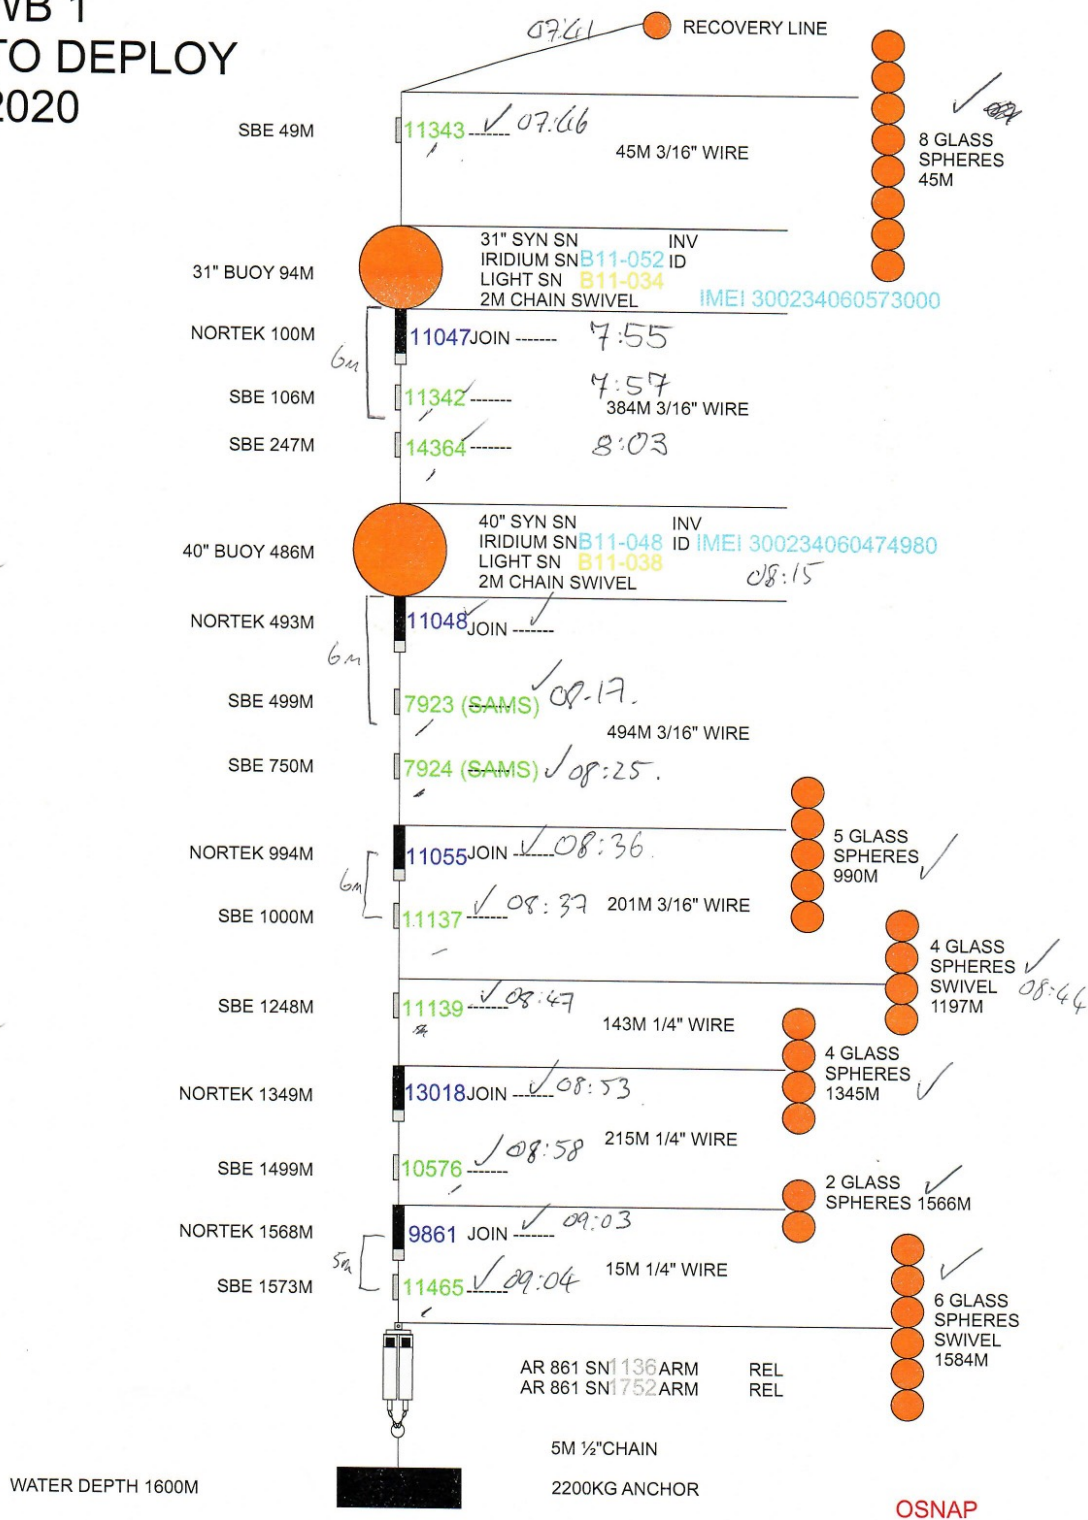 WB 1
TO DEPLOY
2020
07:41
RECOVERY LINE
SBE 49M 11343 ✓ 07:46
45M 3/16" WIRE
8 GLASS
SPHERES
45M
✓
31" BUOY 94M
31" SYN SN INV
IRIDIUM SN B11-052 ID
LIGHT SN B11-034
2M CHAIN SWIVEL IMEI 300234060573000
NORTEK 100M 11047 JOIN ------- 7:55
6m
SBE 106M 11342 ------- 7:57
384M 3/16" WIRE
SBE 247M 14364 ------ 8:03
40" BUOY 486M
40" SYN SN INV
IRIDIUM SN B11-048 ID IMEI 300234060474980
LIGHT SN B11-038
2M CHAIN SWIVEL 08:15
NORTEK 493M 11048 ✓ JOIN ------- ✓
6m
SBE 499M 7923 (SAMS) ✓ 08-17.
494M 3/16" WIRE
SBE 750M 7924 (SAMS) ✓ 08:25.
NORTEK 994M 11055 JOIN ✓ 08:36.
5 GLASS
SPHERES
990M ✓
6m
SBE 1000M 11137 ✓ 08:37
201M 3/16" WIRE
4 GLASS
SPHERES ✓
SWIVEL 08:44
1197M
SBE 1248M 11139 ✓ 08:47
143M 1/4" WIRE
4 GLASS
SPHERES
1345M ✓
NORTEK 1349M 13018 JOIN ✓ 08:53
215M 1/4" WIRE
SBE 1499M 10576 ✓ 08:58
2 GLASS ✓
SPHERES 1566M
NORTEK 1568M 9861 JOIN ✓ 09:03
5m
SBE 1573M 11465 ✓ 09:04
15M 1/4" WIRE
✓
6 GLASS
SPHERES
SWIVEL
1584M
AR 861 SN 1136 ARM REL
AR 861 SN 1752 ARM REL
5M ½"CHAIN
WATER DEPTH 1600M
2200KG ANCHOR
OSNAP